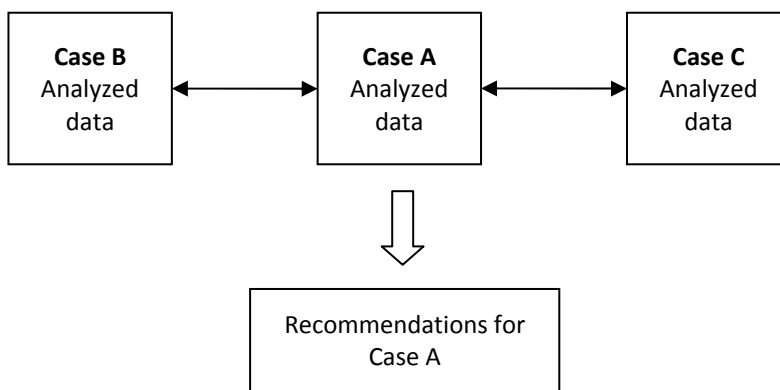 Case B
Analyzed
data
Case A
Analyzed
data
Case C
Analyzed
data
Recommendations for
Case A